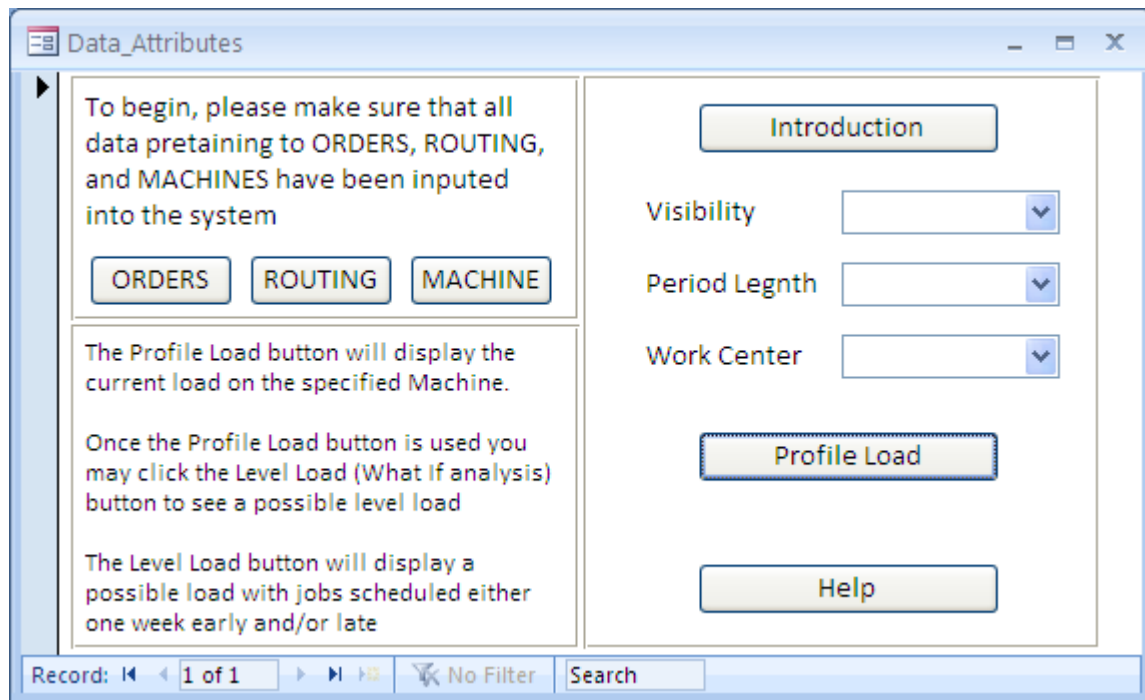 Data_Attributes
To begin, please make sure that all
data pretaining to ORDERS, ROUTING,
and MACHINES have been inputed
into the system
ORDERS ROUTING MACHINE
The Profile Load button will display the
current load on the specified Machine.
Once the Profile Load button is used you
may click the Level Load (What If analysis)
button to see a possible level load
The Level Load button will display a
possible load with jobs scheduled either
one week early and/or late
Introduction
Visibility
Period Legnth
Work Center
Profile Load
Help
Record: 1 of 1 No Filter Search